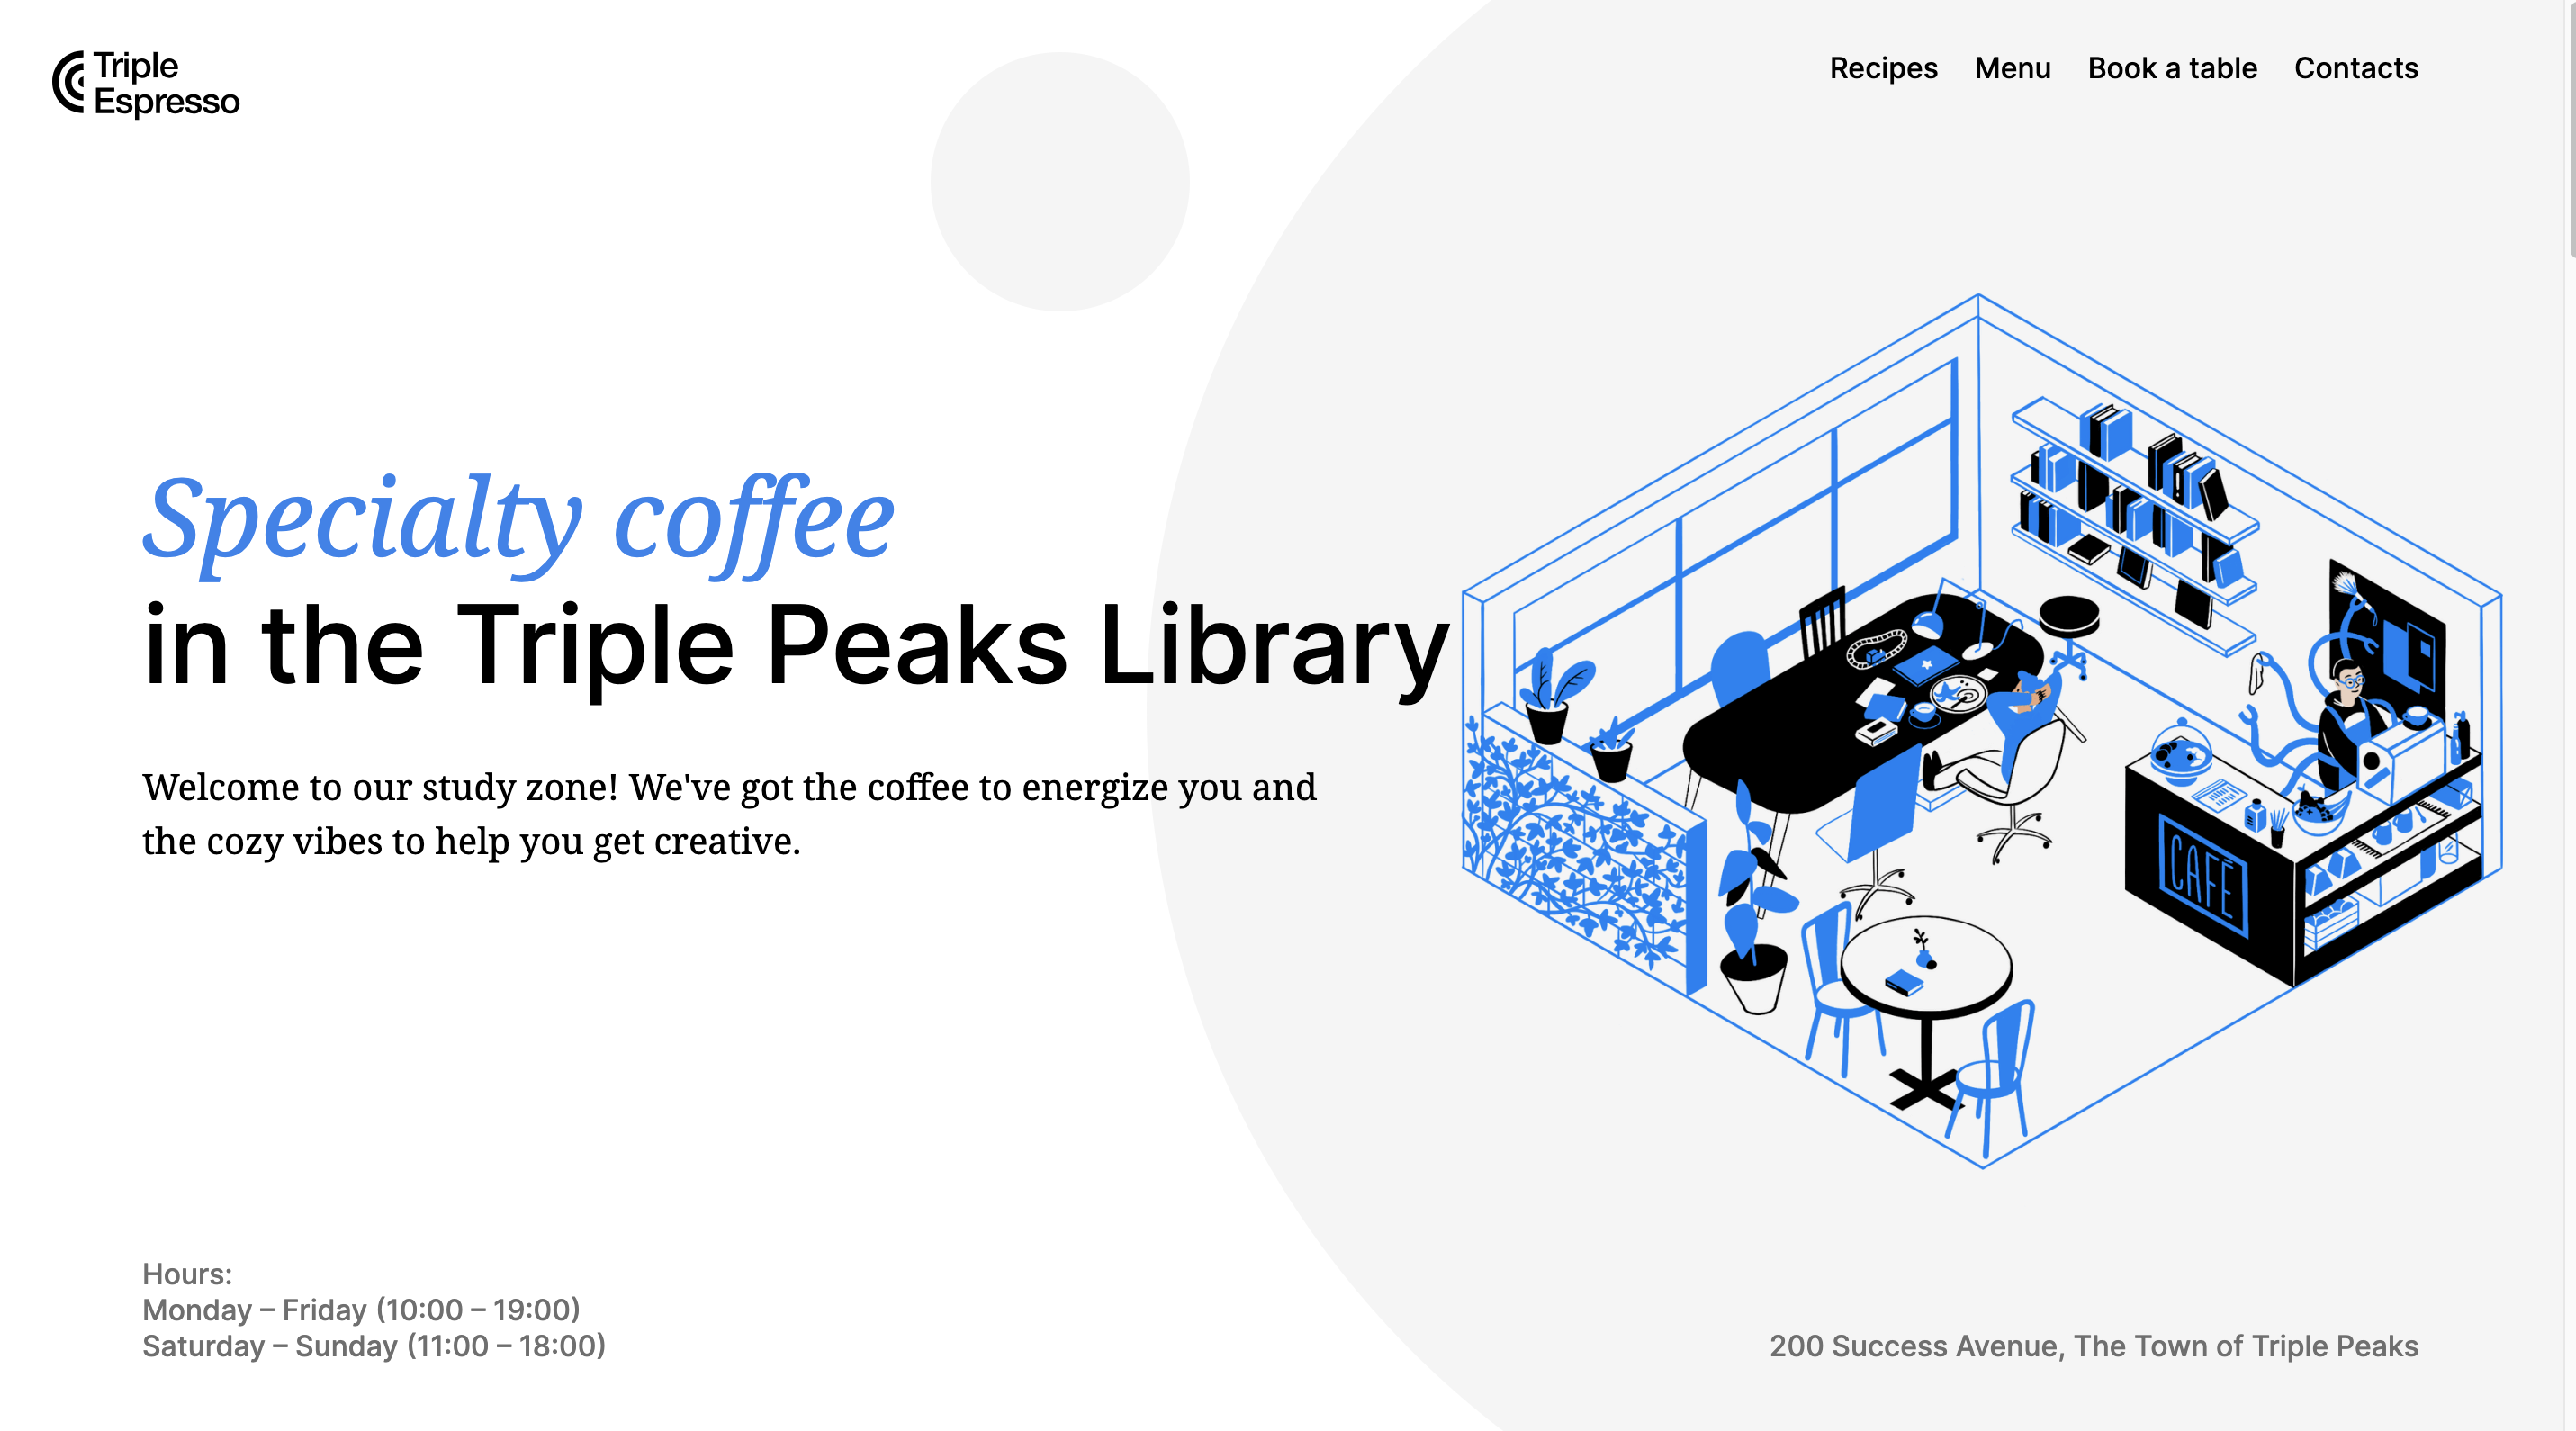 Triple
Espresso
Recipes Menu Book a table Contacts
Specialty coffee
in the Triple Peaks Library
Welcome to our study zone! We've got the coffee to energize you and
the cozy vibes to help you get creative.
CAFÉ
Hours:
Monday – Friday (10:00 – 19:00)
Saturday – Sunday (11:00 – 18:00)
200 Success Avenue, The Town of Triple Peaks